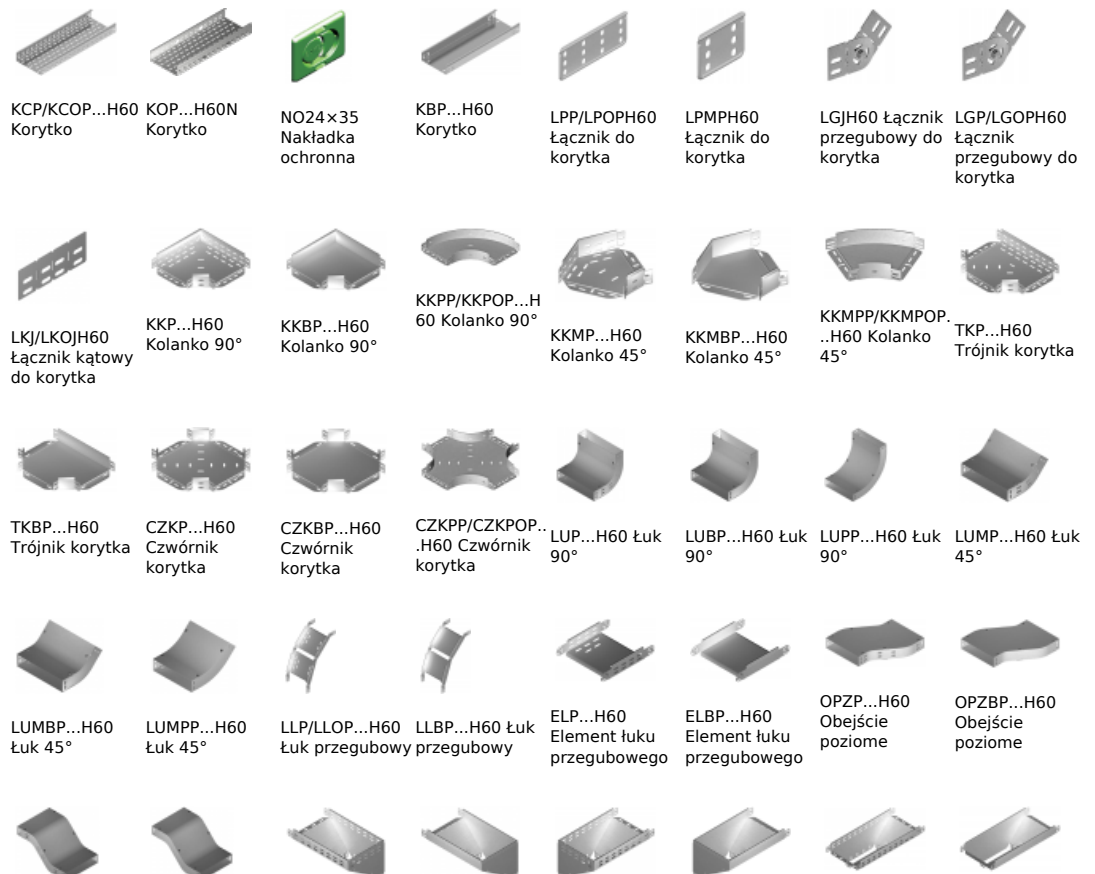 KCP/KCOP...H60
Korytko
KOP...H60N
Korytko
NO24×35
Nakładka
ochronna
KBP...H60
Korytko
LPP/LPOPH60
Łącznik do
korytka
LPMPH60
Łącznik do
korytka
LGJH60 Łącznik
przegubowy do
korytka
LGP/LGOPH60
Łącznik
przegubowy do
korytka
LKJ/LKOJH60
Łącznik kątowy
do korytka
KKP...H60
Kolanko 90°
KKBP...H60
Kolanko 90°
KKPP/KKPOP...H
60 Kolanko 90°
KKMP...H60
Kolanko 45°
KKMBP...H60
Kolanko 45°
KKMPP/KKMPOP.
..H60 Kolanko
45°
TKP...H60
Trójnik korytka
TKBP...H60
Trójnik korytka
CZKP...H60
Czwórnik
korytka
CZKBP...H60
Czwórnik
korytka
CZKPP/CZKPOP..
.H60 Czwórnik
korytka
LUP...H60 Łuk
90°
LUBP...H60 Łuk
90°
LUPP...H60 Łuk
90°
LUMP...H60 Łuk
45°
LUMBP...H60
Łuk 45°
LUMPP...H60
Łuk 45°
LLP/LLOP...H60
Łuk przegubowy
LLBP...H60 Łuk
przegubowy
ELP...H60
Element łuku
przegubowego
ELBP...H60
Element łuku
przegubowego
OPZP...H60
Obejście
poziome
OPZBP...H60
Obejście
poziome